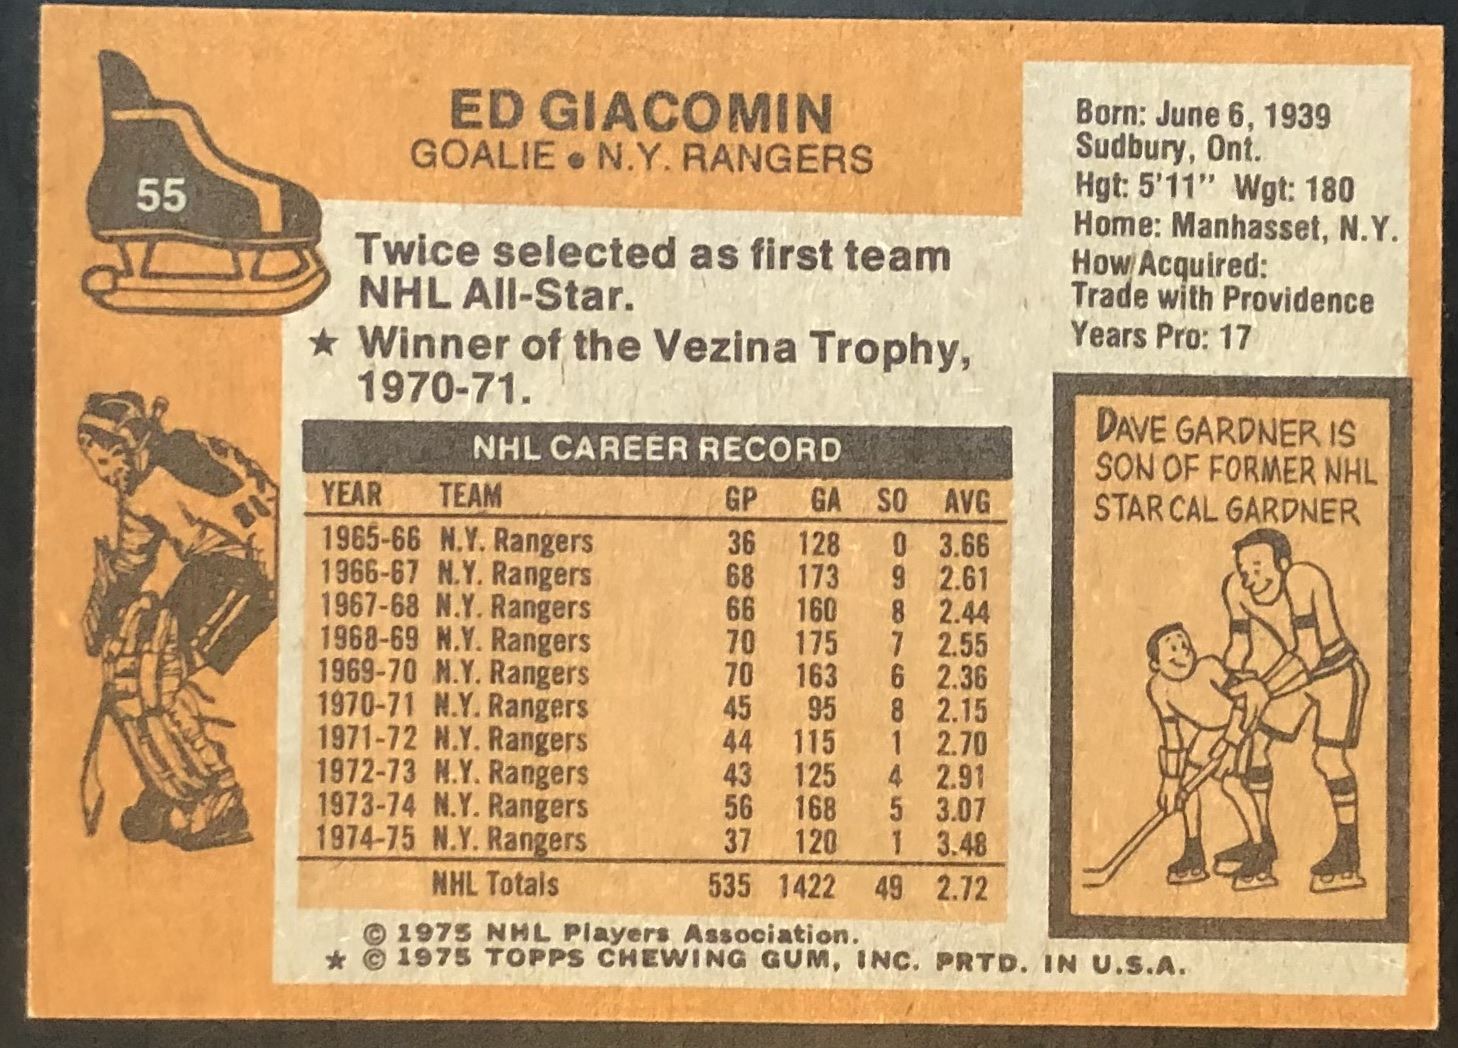 55
ED GIACOMIN
GOALIE • N.Y. RANGERS
Born: June 6, 1939
Sudbury, Ont.
Hgt: 5'11" Wgt: 180
Home: Manhasset, N.Y.
How Acquired:
Trade with Providence
Years Pro: 17
Twice selected as first team
NHL All-Star.
★ Winner of the Vezina Trophy,
1970-71.
NHL CAREER RECORD
YEAR TEAM GP GA SO AVG
1965-66 N.Y. Rangers 36 128 0 3.66
1966-67 N.Y. Rangers 68 173 9 2.61
1967-68 N.Y. Rangers 66 160 8 2.44
1968-69 N.Y. Rangers 70 175 7 2.55
1969-70 N.Y. Rangers 70 163 6 2.36
1970-71 N.Y. Rangers 45 95 8 2.15
1971-72 N.Y. Rangers 44 115 1 2.70
1972-73 N.Y. Rangers 43 125 4 2.91
1973-74 N.Y. Rangers 56 168 5 3.07
1974-75 N.Y. Rangers 37 120 1 3.48
NHL Totals 535 1422 49 2.72
DAVE GARDNER IS
SON OF FORMER NHL
STAR CAL GARDNER
© 1975 NHL Players Association.
★ © 1975 TOPPS CHEWING GUM, INC. PRTD. IN U.S.A.